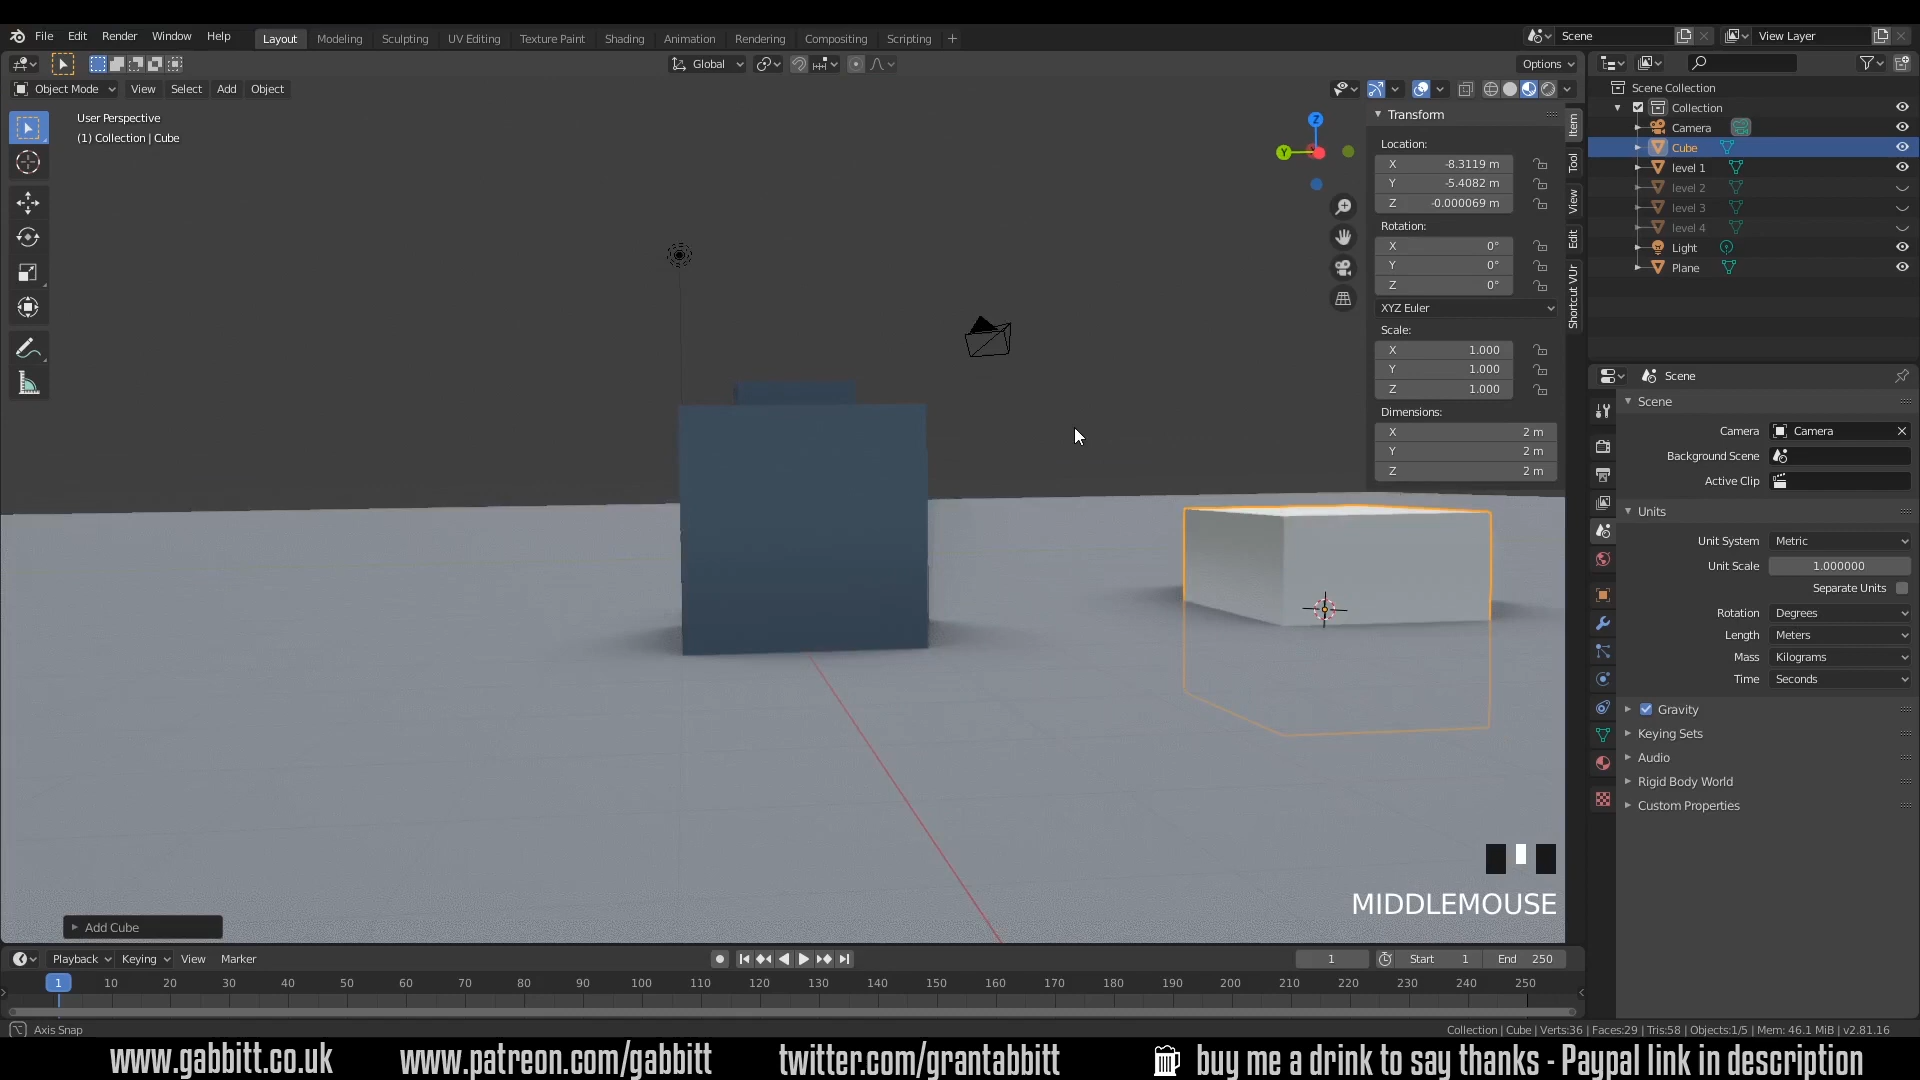 File Edit Render Window Help Layout Modeling Sculpting UV Editing Texture Paint Shading Animation Rendering Compositing Scripting + Scene View Layer
Global Options
Object Mode View Select Add Object
User Perspective
(1) Collection | Cube
Z
Y
Transform
Location:
X -8.3119 m
Y -5.4082 m
Z -0.000069 m
Rotation:
X 0°
Y 0°
Z 0°
XYZ Euler
Scale:
X 1.000
Y 1.000
Z 1.000
Dimensions:
X 2 m
Y 2 m
Z 2 m
Item
Tool
View
Edit
Shortcut VUr
Scene Collection
Collection
Camera
Cube
level 1
level 2
level 3
level 4
Light
Plane
Scene
Scene
Camera Camera
Background Scene
Active Clip
Units
Unit System Metric
Unit Scale 1.000000
Separate Units
Rotation Degrees
Length Meters
Mass Kilograms
Time Seconds
Gravity
Keying Sets
Audio
Rigid Body World
Custom Properties
MIDDLEMOUSE
Add Cube
Playback Keying View Marker 1 Start 1 End 250
1 10 20 30 40 50 60 70 80 90 100 110 120 130 140 150 160 170 180 190 200 210 220 230 240 250
Axis Snap Collection | Cube | Verts:36 | Faces:29 | Tris:58 | Objects:1/5 | Mem: 46.1 MiB | v2.81.16
www.gabbitt.co.uk www.patreon.com/gabbitt twitter.com/grantabbitt buy me a drink to say thanks - Paypal link in description